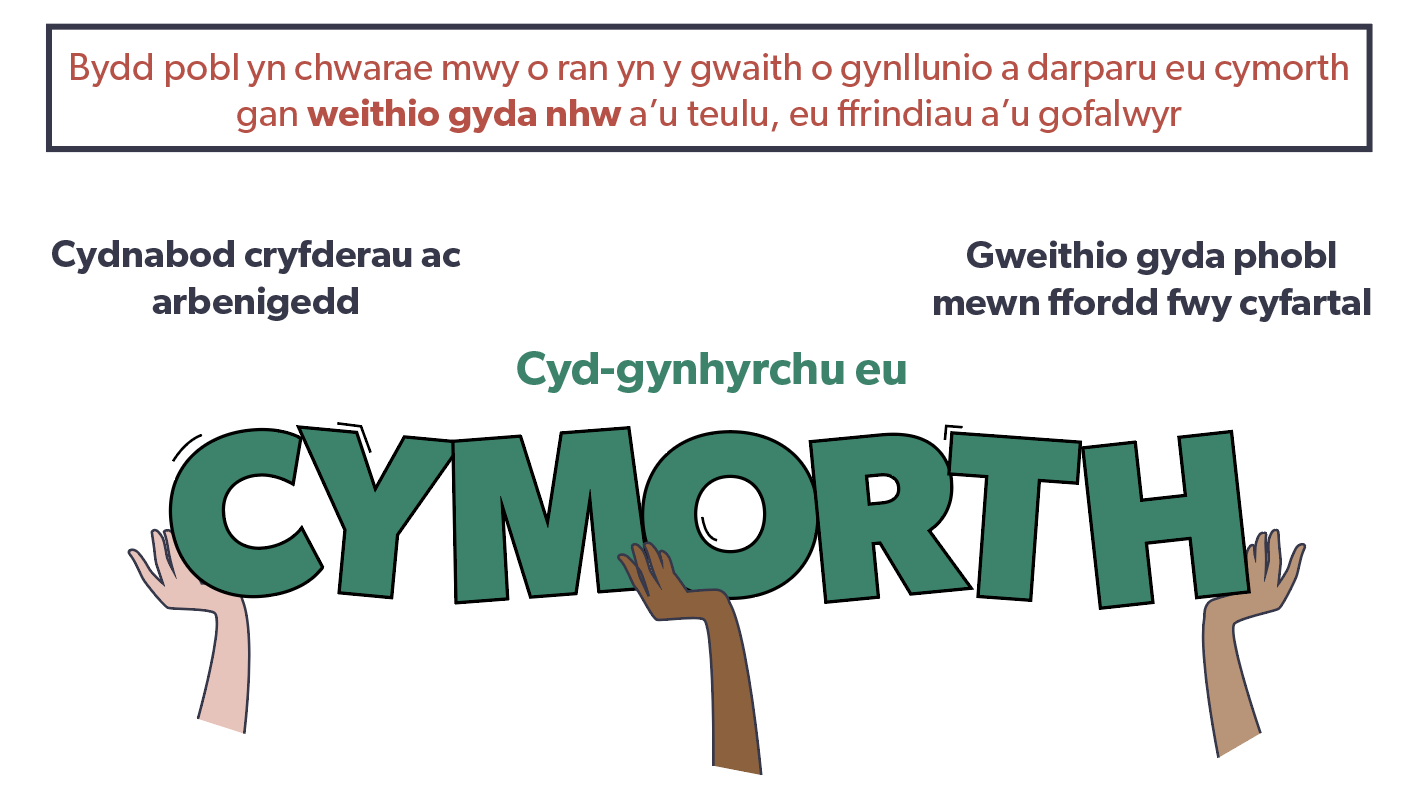 Bydd pobl yn chwarae mwy o ran yn y gwaith o gynllunio a darparu eu cymorth
gan weithio gyda nhw a’u teulu, eu ffrindiau a’u gofalwyr
Cydnabod cryfderau ac
arbenigedd
Gweithio gyda phobl
mewn ffordd fwy cyfartal
Cyd-gynhyrchu eu
CYMORTH